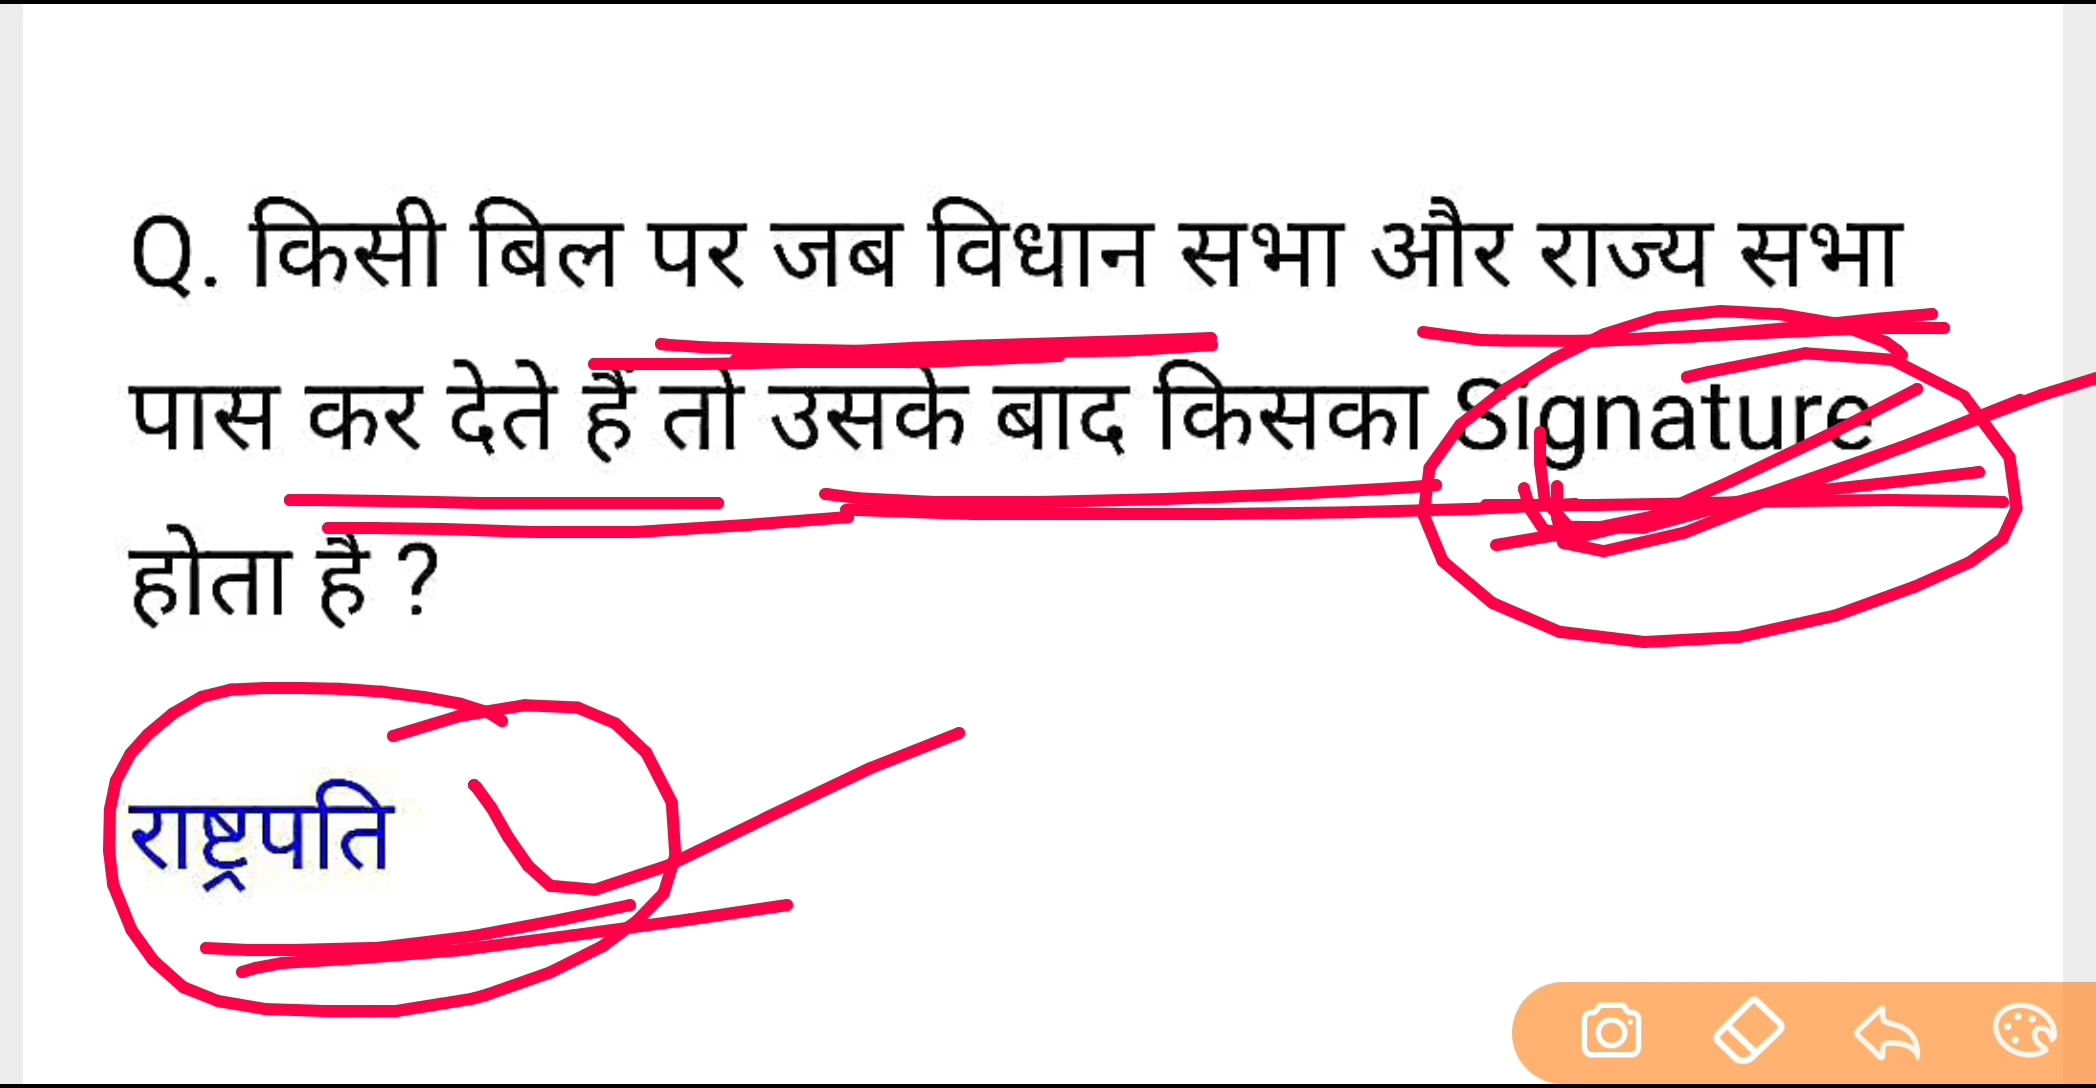 Q. किसी बिल पर जब विधान सभा और राज्य सभा
पास कर देते हैं तो उसके बाद किसका Signature
होता है ?
राष्ट्रपति